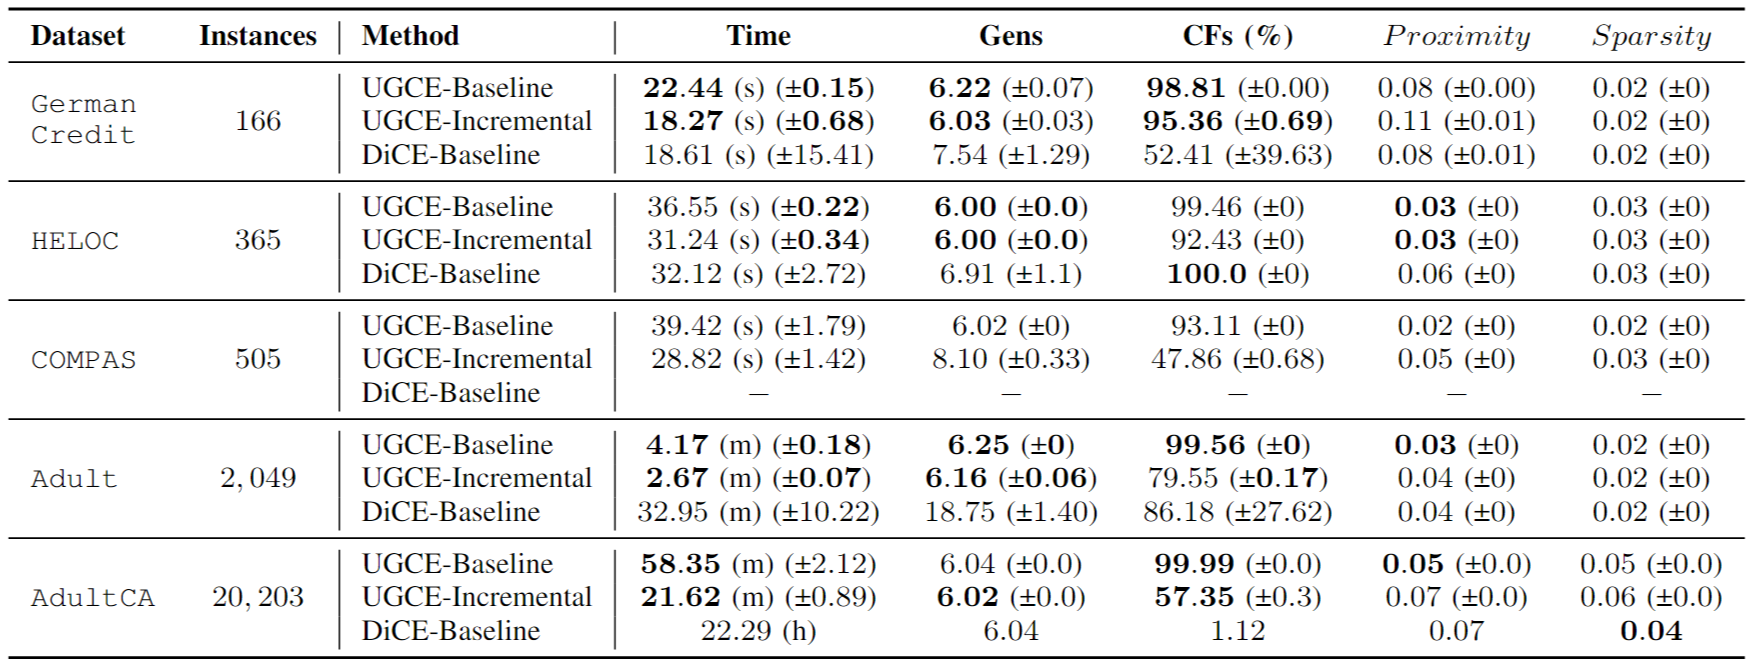 Dataset Instances Method Time Gens CFs (%) Proximity Sparsity
UGCE-Baseline 22.44 (s) (±0.15) 6.22 (±0.07) 98.81 (±0.00) 0.08 (±0.00) 0.02 (±0)
German Credit 166 UGCE-Incremental 18.27 (s) (±0.68) 6.03 (±0.03) 95.36 (±0.69) 0.11 (±0.01) 0.02 (±0)
DiCE-Baseline 18.61 (s) (±15.41) 7.54 (±1.29) 52.41 (±39.63) 0.08 (±0.01) 0.02 (±0)
UGCE-Baseline 36.55 (s) (±0.22) 6.00 (±0.0) 99.46 (±0) 0.03 (±0) 0.03 (±0)
HELOC 365 UGCE-Incremental 31.24 (s) (±0.34) 6.00 (±0.0) 92.43 (±0) 0.03 (±0) 0.03 (±0)
DiCE-Baseline 32.12 (s) (±2.72) 6.91 (±1.1) 100.0 (±0) 0.06 (±0) 0.03 (±0)
UGCE-Baseline 39.42 (s) (±1.79) 6.02 (±0) 93.11 (±0) 0.02 (±0) 0.02 (±0)
COMPAS 505 UGCE-Incremental 28.82 (s) (±1.42) 8.10 (±0.33) 47.86 (±0.68) 0.05 (±0) 0.03 (±0)
DiCE-Baseline − − − − −
UGCE-Baseline 4.17 (m) (±0.18) 6.25 (±0) 99.56 (±0) 0.03 (±0) 0.02 (±0)
Adult 2,049 UGCE-Incremental 2.67 (m) (±0.07) 6.16 (±0.06) 79.55 (±0.17) 0.04 (±0) 0.02 (±0)
DiCE-Baseline 32.95 (m) (±10.22) 18.75 (±1.40) 86.18 (±27.62) 0.04 (±0) 0.02 (±0)
UGCE-Baseline 58.35 (m) (±2.12) 6.04 (±0.0) 99.99 (±0.0) 0.05 (±0.0) 0.05 (±0.0)
AdultCA 20,203 UGCE-Incremental 21.62 (m) (±0.89) 6.02 (±0.0) 57.35 (±0.3) 0.07 (±0.0) 0.06 (±0.0)
DiCE-Baseline 22.29 (h) 6.04 1.12 0.07 0.04